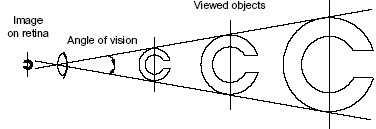 Viewed objects
Image
on retina
Angle of vision